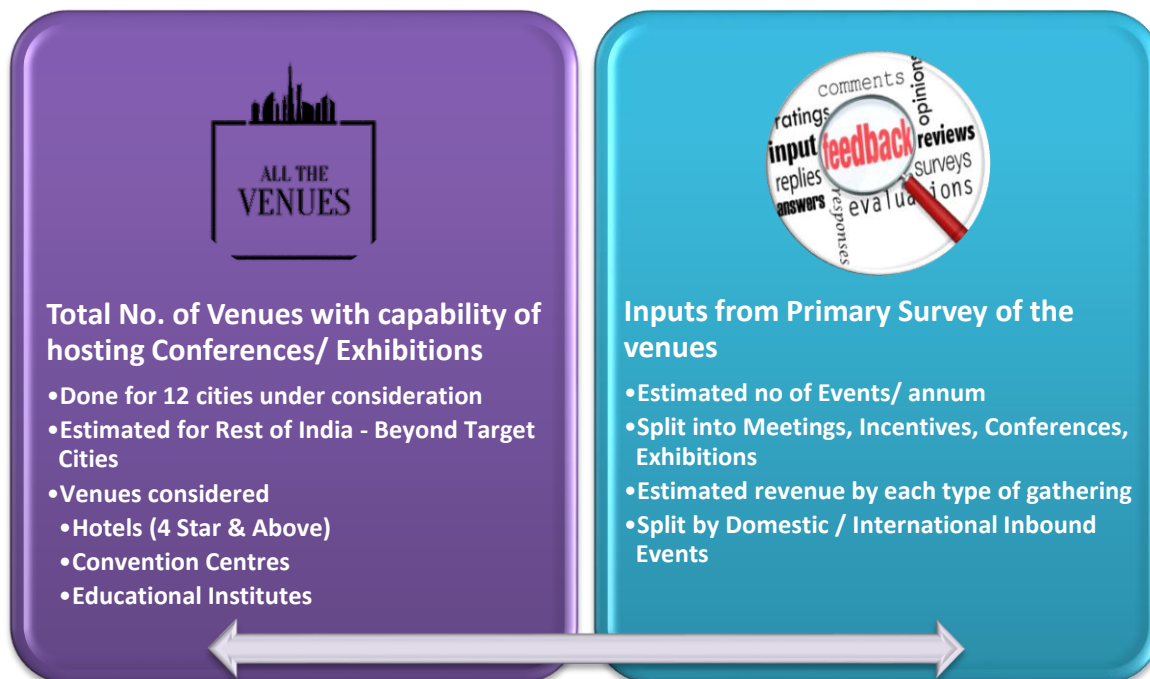 ALL THE
VENUES
Total No. of Venues with capability of
hosting Conferences/ Exhibitions
•Done for 12 cities under consideration
•Estimated for Rest of India - Beyond Target
Cities
•Venues considered
•Hotels (4 Star & Above)
•Convention Centres
•Educational Institutes
comments
opinions
ratings
input
feedback
reviews
replies
surveys
answers
responses
evaluations
Inputs from Primary Survey of the
venues
•Estimated no of Events/ annum
•Split into Meetings, Incentives, Conferences,
Exhibitions
•Estimated revenue by each type of gathering
•Split by Domestic / International Inbound
Events